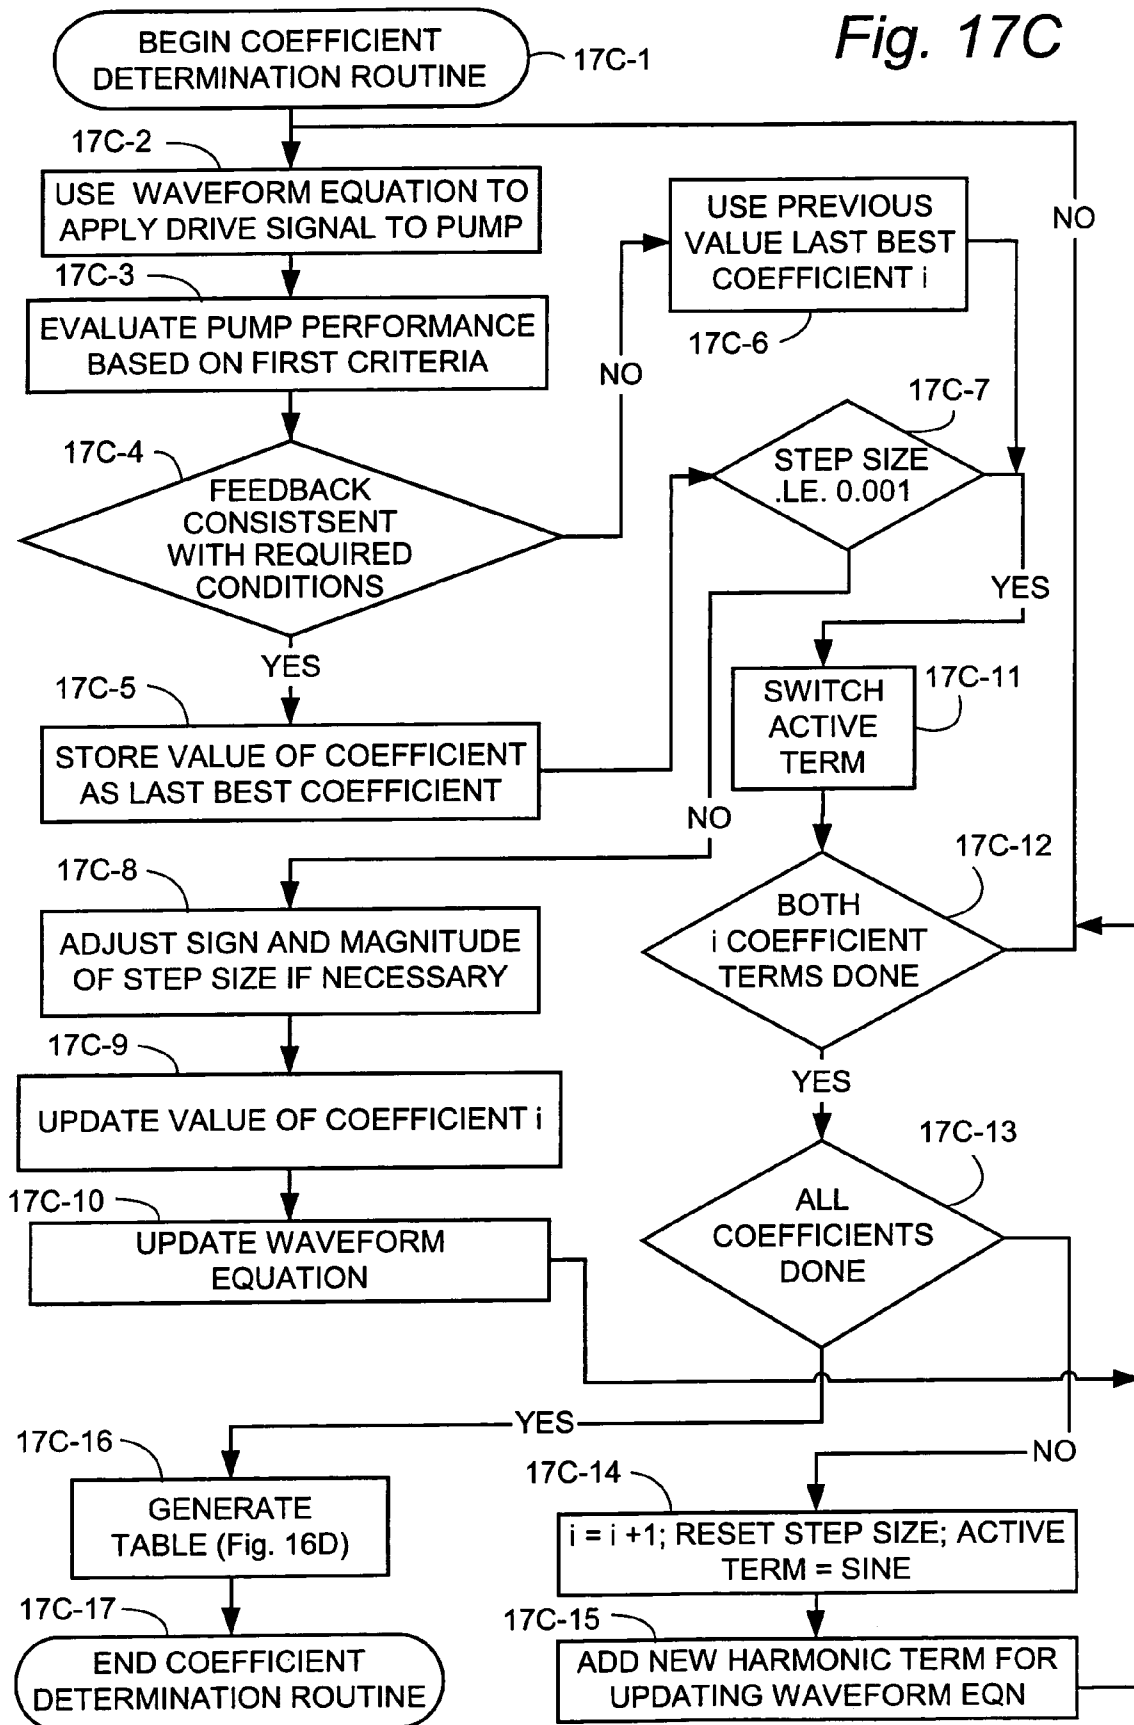 Fig. 17C
BEGIN COEFFICIENT
DETERMINATION ROUTINE
17C-1
17C-2
USE WAVEFORM EQUATION TO
APPLY DRIVE SIGNAL TO PUMP
17C-3
EVALUATE PUMP PERFORMANCE
BASED ON FIRST CRITERIA
17C-4
FEEDBACK
CONSISTSENT
WITH REQUIRED
CONDITIONS
NO
YES
17C-5
STORE VALUE OF COEFFICIENT
AS LAST BEST COEFFICIENT
USE PREVIOUS
VALUE LAST BEST
COEFFICIENT i
17C-6
NO
17C-7
STEP SIZE
.LE. 0.001
YES
NO
17C-8
ADJUST SIGN AND MAGNITUDE
OF STEP SIZE IF NECESSARY
17C-9
UPDATE VALUE OF COEFFICIENT i
17C-10
UPDATE WAVEFORM
EQUATION
SWITCH
ACTIVE
TERM
17C-11
17C-12
BOTH
i COEFFICIENT
TERMS DONE
YES
17C-13
ALL
COEFFICIENTS
DONE
YES
NO
17C-16
GENERATE
TABLE (Fig. 16D)
17C-17
END COEFFICIENT
DETERMINATION ROUTINE
17C-14
i = i +1; RESET STEP SIZE; ACTIVE
TERM = SINE
17C-15
ADD NEW HARMONIC TERM FOR
UPDATING WAVEFORM EQN